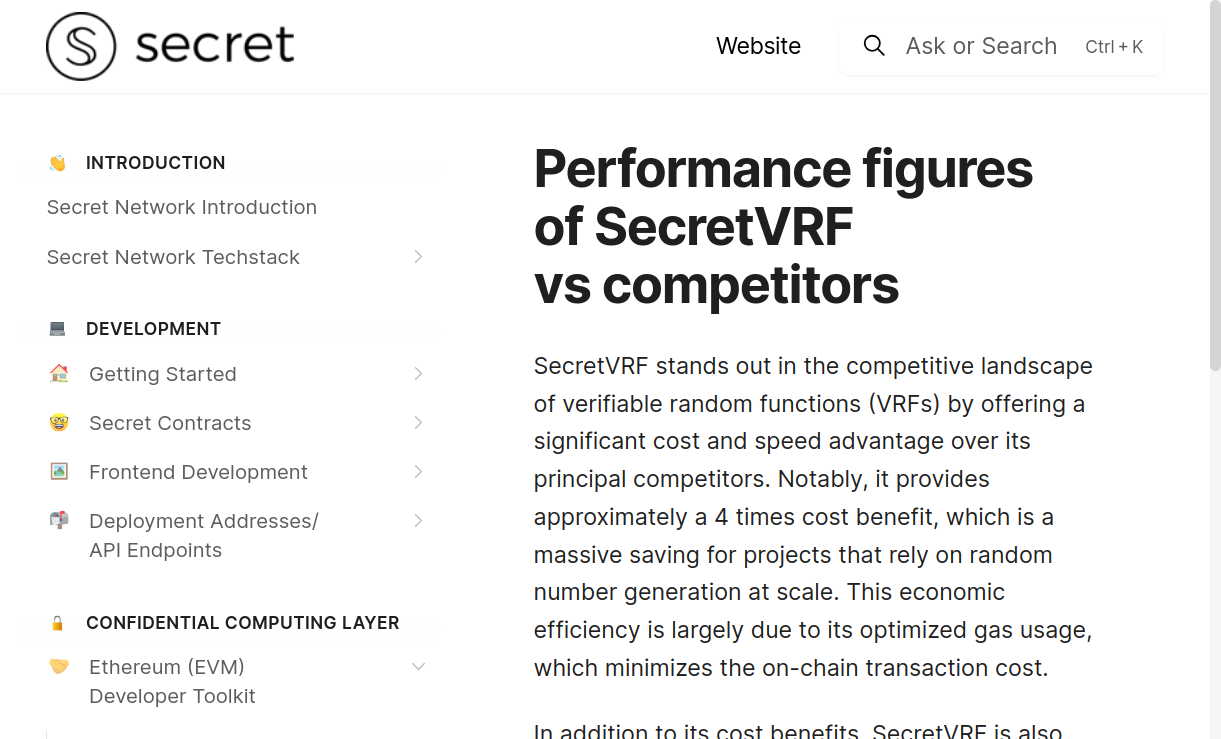 secret
Website
Ask or Search Ctrl + K
INTRODUCTION
Secret Network Introduction
Secret Network Techstack
DEVELOPMENT
Getting Started
Secret Contracts
Frontend Development
Deployment Addresses/
API Endpoints
CONFIDENTIAL COMPUTING LAYER
Ethereum (EVM)
Developer Toolkit
Performance figures
of SecretVRF
vs competitors
SecretVRF stands out in the competitive landscape
of verifiable random functions (VRFs) by offering a
significant cost and speed advantage over its
principal competitors. Notably, it provides
approximately a 4 times cost benefit, which is a
massive saving for projects that rely on random
number generation at scale. This economic
efficiency is largely due to its optimized gas usage,
which minimizes the on-chain transaction cost.
In addition to its cost benefits, SecretVRF is also